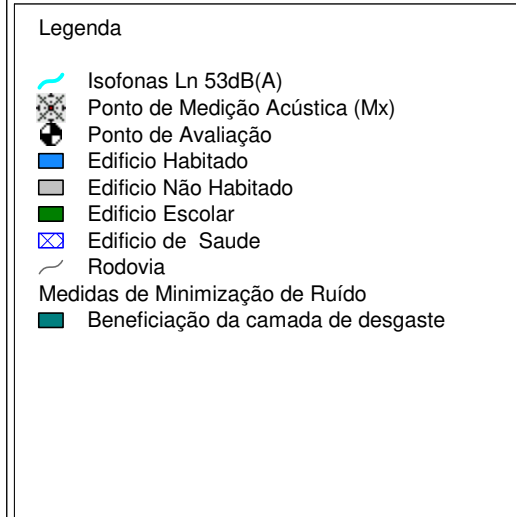 Legenda
Isofonas Ln 53dB(A)
Ponto de Medição Acústica (Mx)
Ponto de Avaliação
Edificio Habitado
Edificio Não Habitado
Edificio Escolar
Edificio de Saude
Rodovia
Medidas de Minimização de Ruído
Beneficiação da camada de desgaste